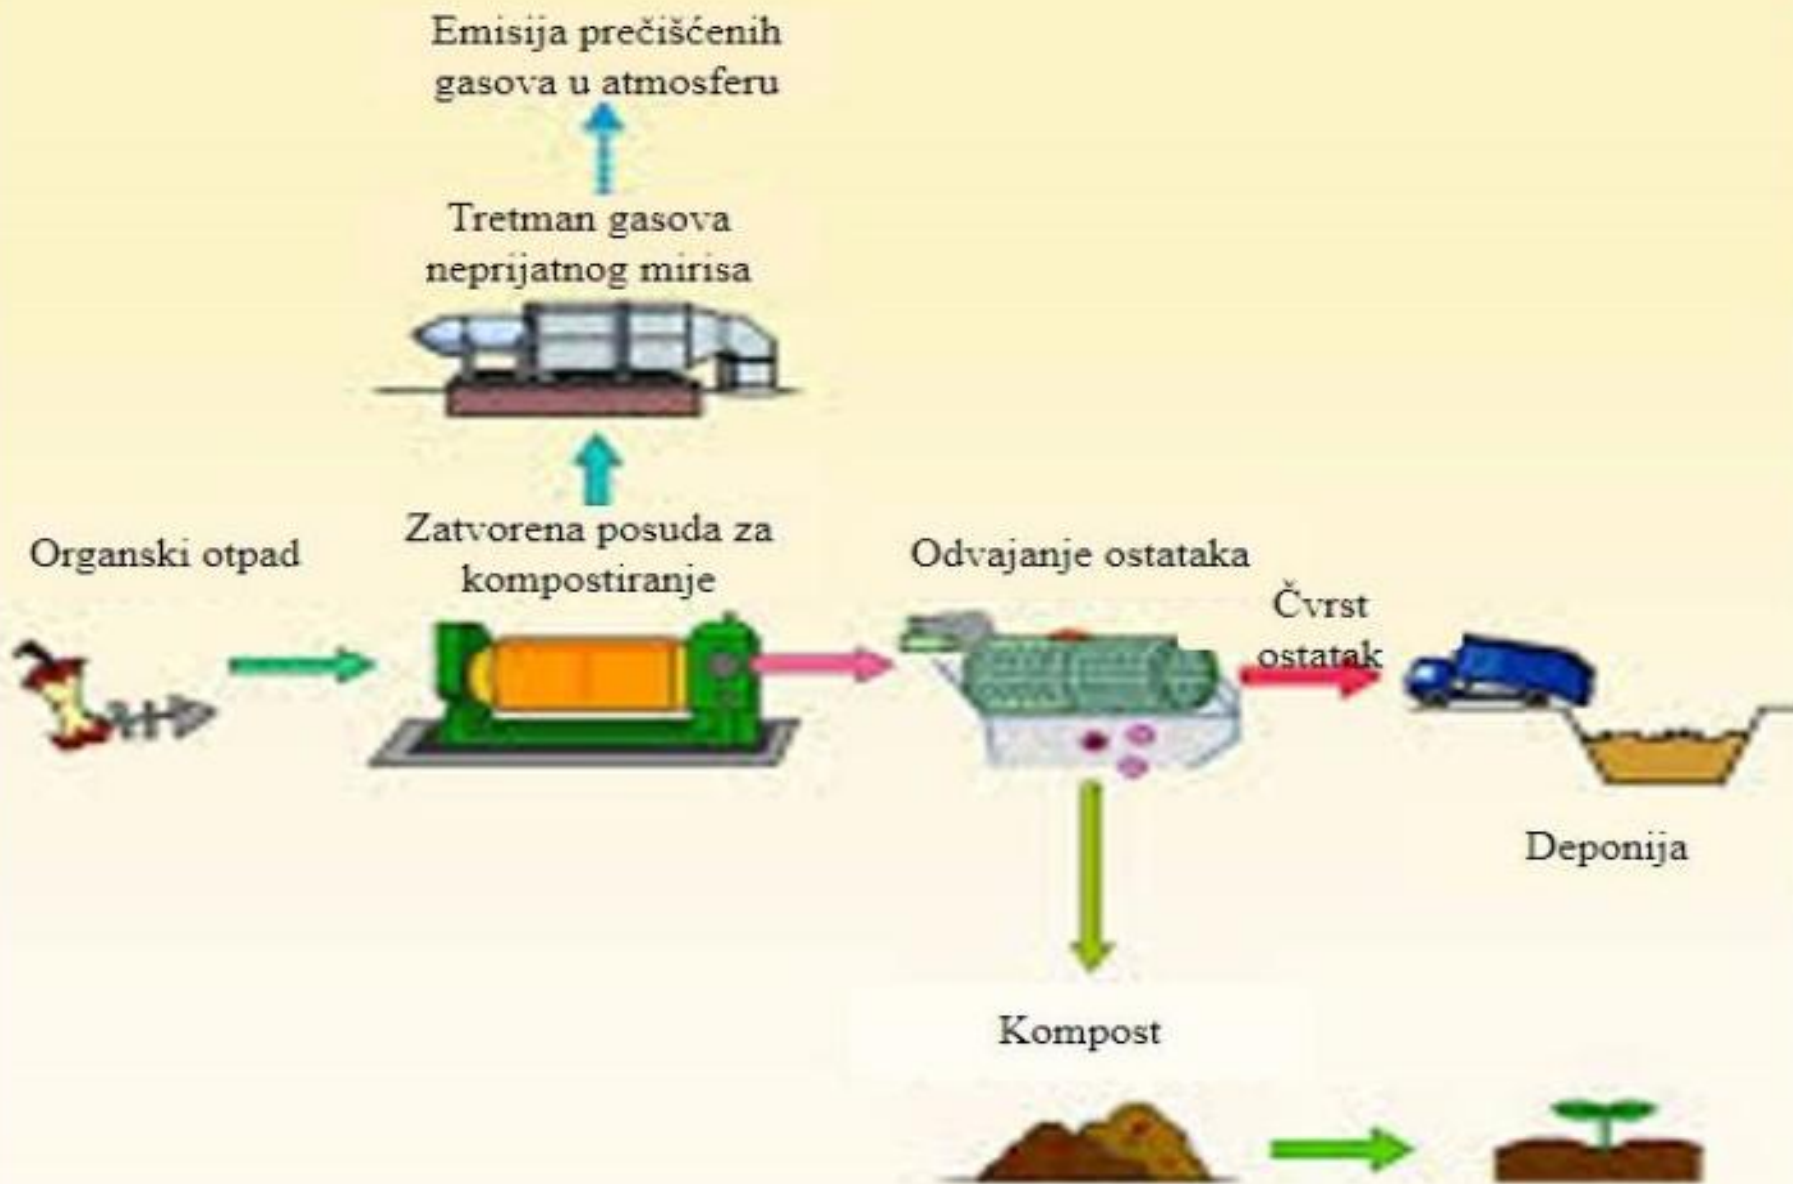 Emisija prečišćenih
gasova u atmosferu
Tretman gasova
neprijatnog mirisa
Organski otpad
Zatvorena posuda za
kompostiranje
Odvajanje ostataka
Čvrst
ostatak
Deponija
Kompost